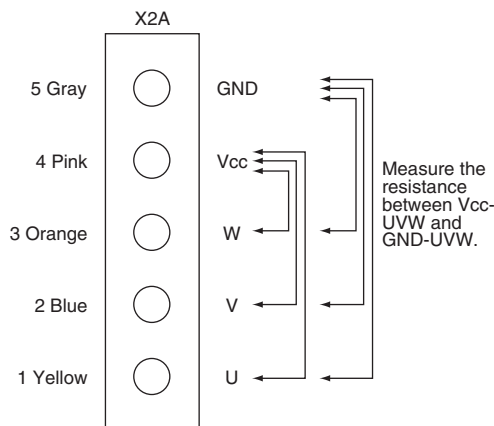 X2A
5 Gray GND
4 Pink Vcc
3 Orange W
2 Blue V
1 Yellow U
Measure the
resistance
between Vcc-
UVW and
GND-UVW.